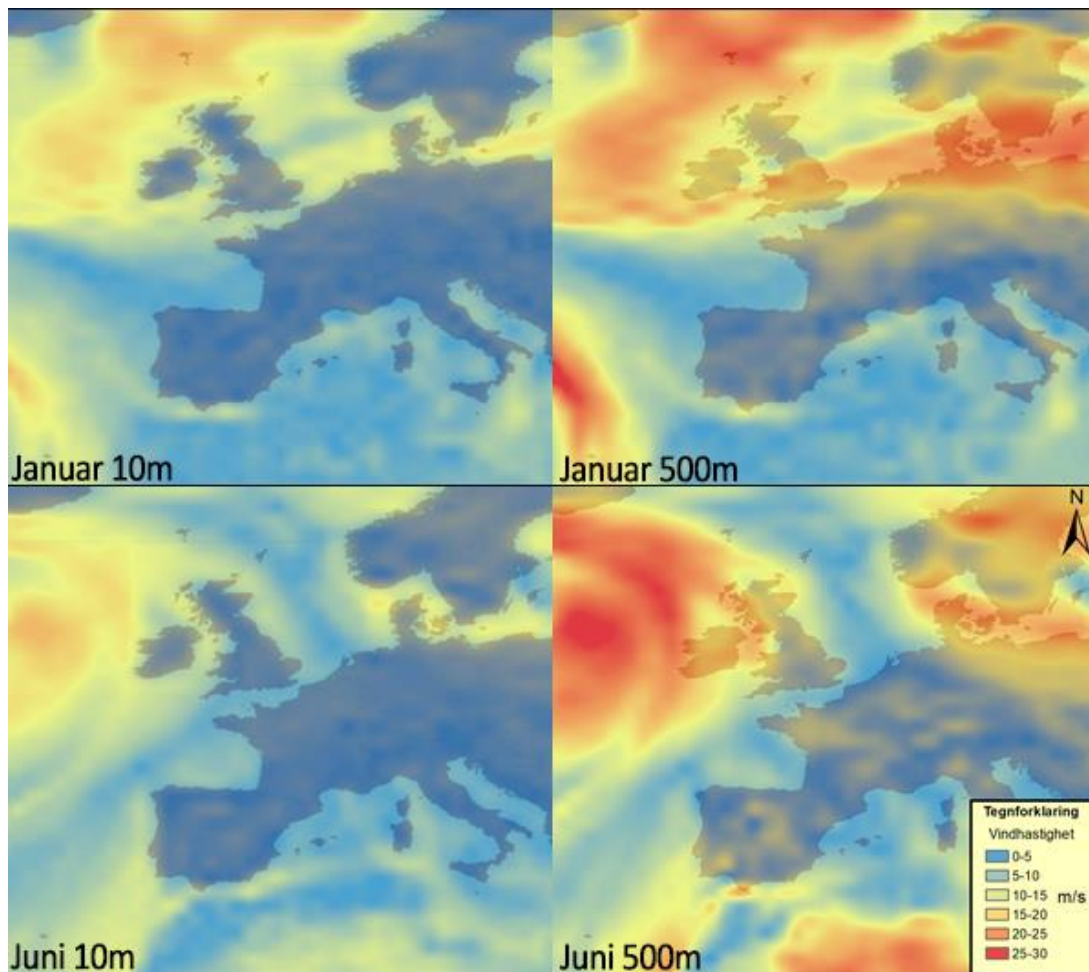 Januar 10m
Januar 500m
Juni 10m
Juni 500m
N
Tegnforklaring
Vindhastighet
0-5
5-10
10-15 m/s
15-20
20-25
25-30